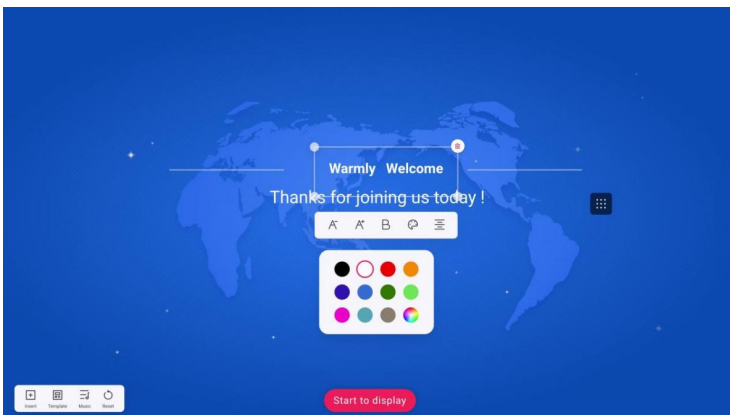 Warmly Welcome
Thanks for joining us today !
A- A+ B
Insert Template Music Reset
Start to display